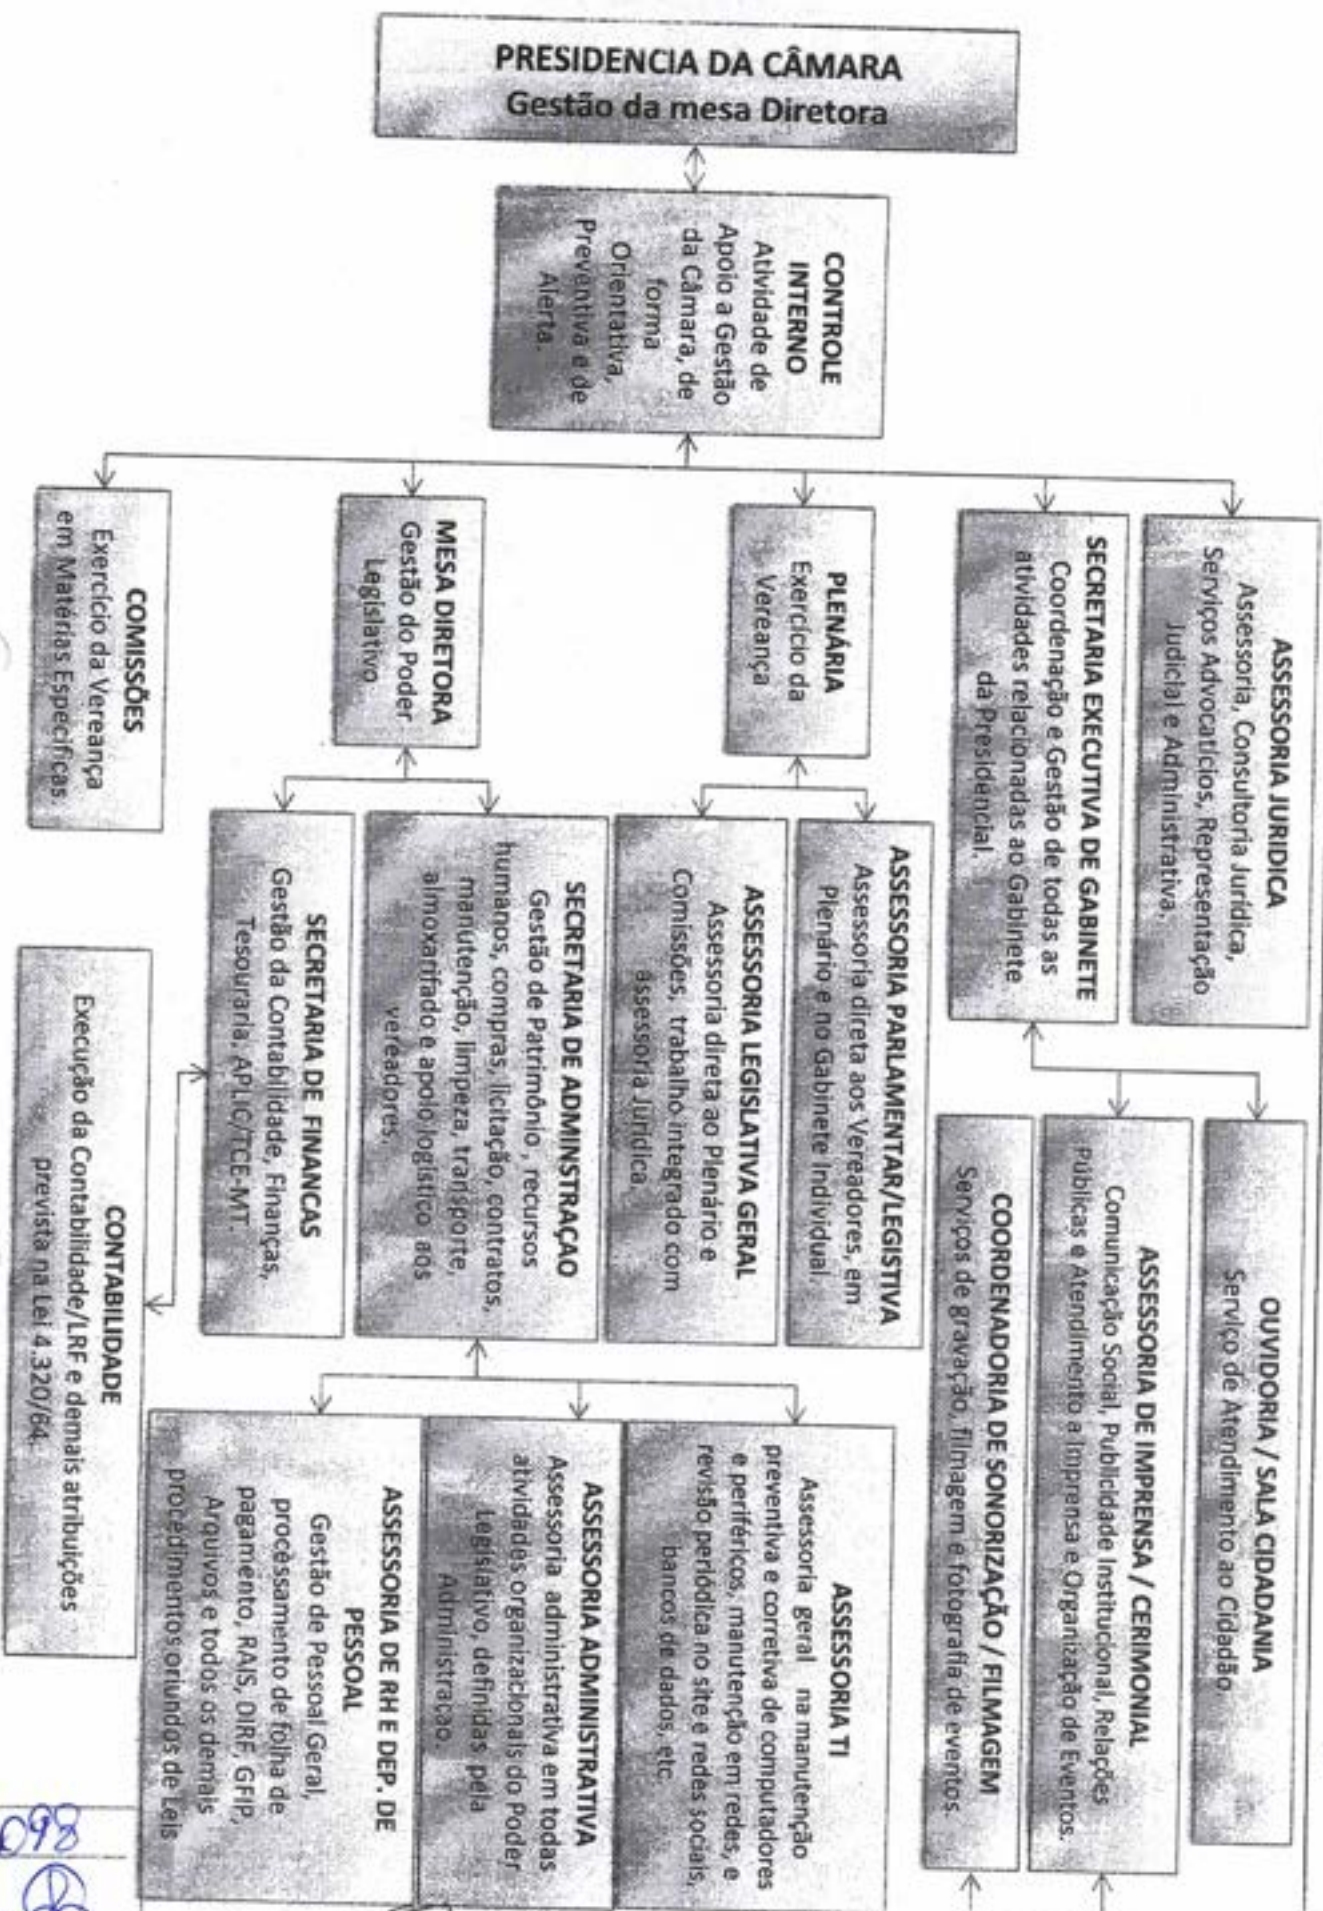 PRESIDENCIA DA CÂMARA
Gestão da mesa Diretora
CONTROLE
INTERNO
Atividade de
Apoio a Gestão
da Câmara, de
forma
Orientativa,
Preventiva e de
Alerta.
ASSESSORIA JURIDICA
Assessoria, Consultoria Jurídica,
Serviços Advocatícios, Representação
Judicial e Administrativa.
SECRETARIA EXECUTIVA DE GABINETE
Coordenação e Gestão de todas as
atividades relacionadas ao Gabinete
da Presidencial.
PLENÁRIA
Exercício da
Vereança
MESA DIRETORA
Gestão do Poder
Legislativo
COMISSÕES
Exercício da Vereança
em Matérias Específicas.
OUVIDORIA / SALA CIDADANIA
Serviço de Atendimento ao Cidadão.
ASSESSORIA DE IMPRENSA / CERIMONIAL
Comunicação Social, Publicidade Institucional, Relações
Públicas e Atendimento a Imprensa e Organização de Eventos.
COORDENADORIA DE SONORIZAÇÃO / FILMAGEM
Serviços de gravação, filmagem e fotografia de eventos.
ASSESSORIA PARLAMENTAR/LEGISTIVA
Assessoria direta aos Vereadores, em
Plenário e no Gabinete Individual.
ASSESSORIA LEGISLATIVA GERAL
Assessoria direta ao Plenário e
Comissões, trabalho integrado com
assessoria Jurídica.
SECRETARIA DE ADMINSTRAÇAO
Gestão de Patrimônio , recursos
humanos, compras, licitação, contratos,
manutenção, limpeza, transporte,
almoxarifado e apoio logístico aos
vereadores.
SECRETARIA DE FINANCAS
Gestão da Contabilidade, Finanças,
Tesouraria. APLIC/TCE-MT.
ASSESSORIA TI
Assessoria geral na manutenção
preventiva e corretiva de computadores
e periféricos, manutenção em redes, e
revisão periódica no site e redes sociais,
bancos de dados, etc.
ASSESSORIA ADMINISTRATIVA
Assessoria administrativa em todas
atividades organizacionais do Poder
Legislativo, definidas pela
Administração.
ASSESSORIA DE RH E DEP. DE
PESSOAL
Gestão de Pessoal Geral,
processamento de folha de
pagamento, RAIS, DIRF, GFIP,
Arquivos e todos os demais
procedimentos oriundos de Leis
CONTABILIDADE
Execução da Contabilidade/LRF e demais atribuições
prevista na Lei 4.320/64.
098